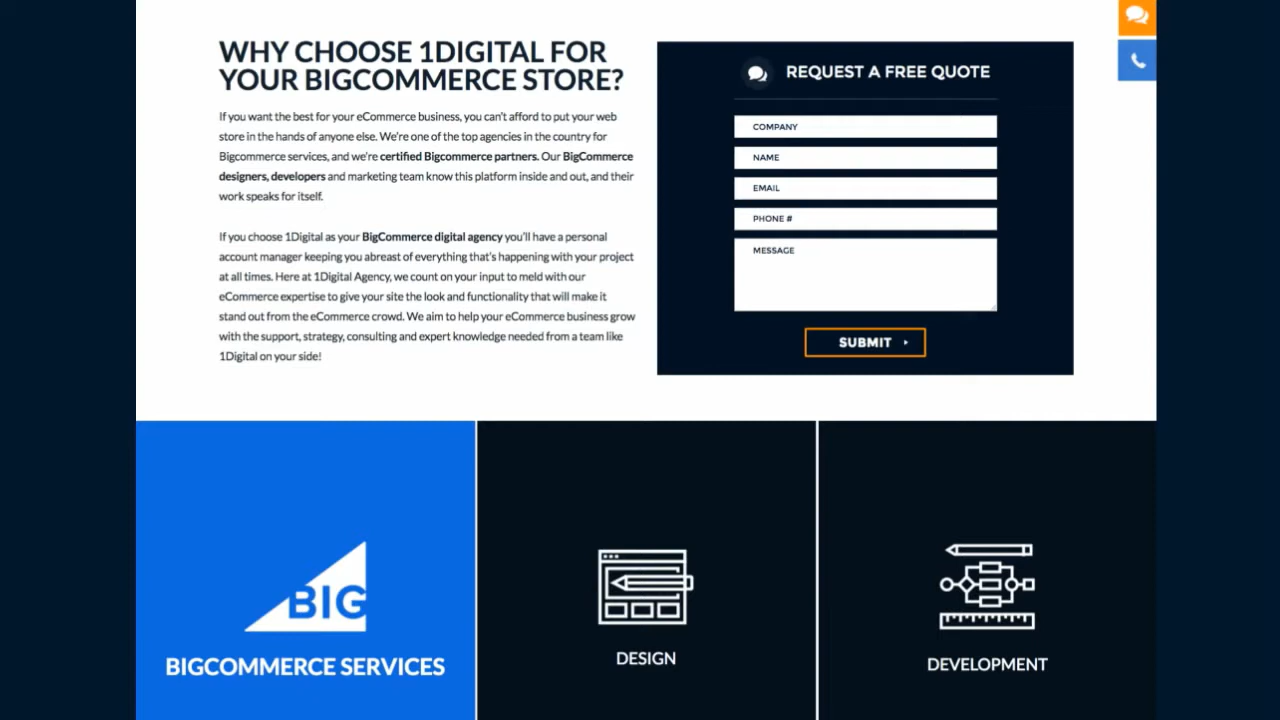 WHY CHOOSE 1DIGITAL FOR
YOUR BIGCOMMERCE STORE?
If you want the best for your eCommerce business, you can't afford to put your web
store in the hands of anyone else. We're one of the top agencies in the country for
Bigcommerce services, and we're certified Bigcommerce partners. Our BigCommerce
designers, developers and marketing team know this platform inside and out, and their
work speaks for itself.
If you choose 1Digital as your BigCommerce digital agency you'll have a personal
account manager keeping you abreast of everything that's happening with your project
at all times. Here at 1Digital Agency, we count on your input to meld with our
eCommerce expertise to give your site the look and functionality that will make it
stand out from the eCommerce crowd. We aim to help your eCommerce business grow
with the support, strategy, consulting and expert knowledge needed from a team like
1Digital on your side!
REQUEST A FREE QUOTE
COMPANY
NAME
EMAIL
PHONE #
MESSAGE
SUBMIT
BIG
BIGCOMMERCE SERVICES
DESIGN
DEVELOPMENT